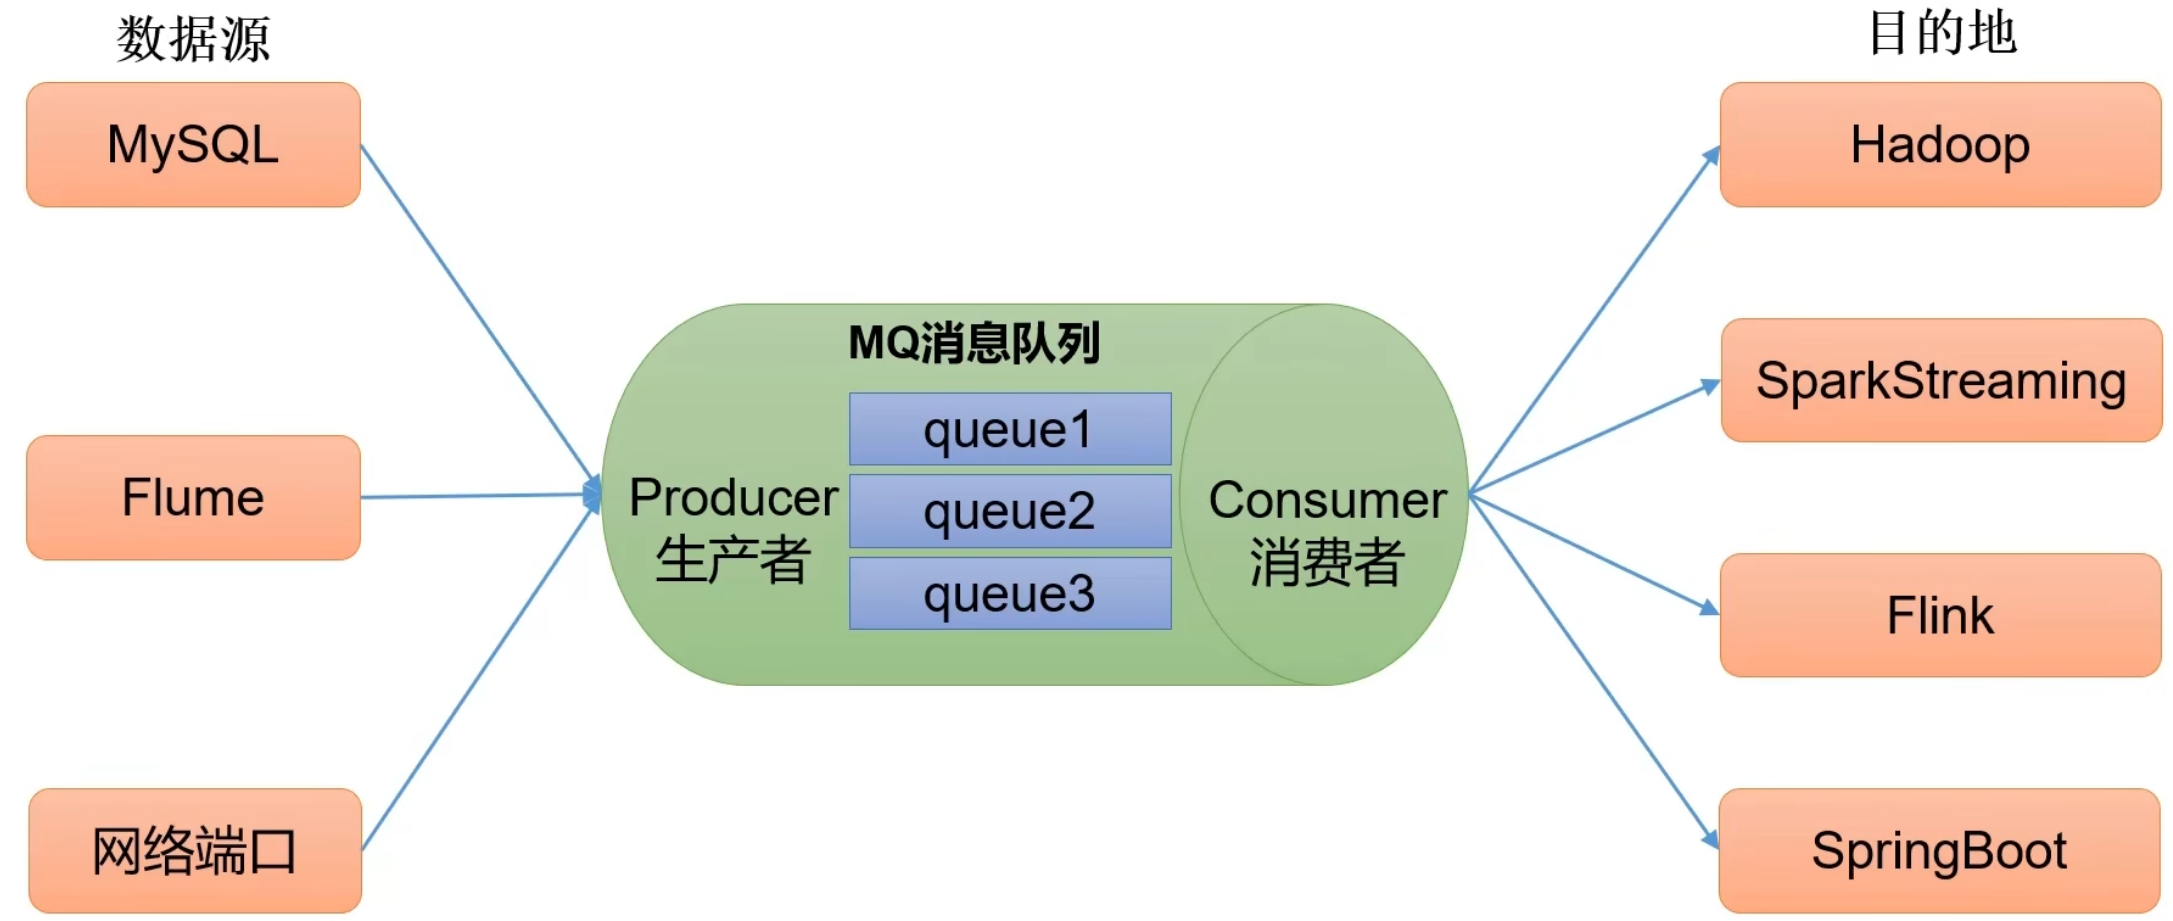 数据源
MySQL
Flume
网络端口
MQ消息队列
Producer
生产者
queue1
queue2
queue3
Consumer
消费者
目的地
Hadoop
SparkStreaming
Flink
SpringBoot